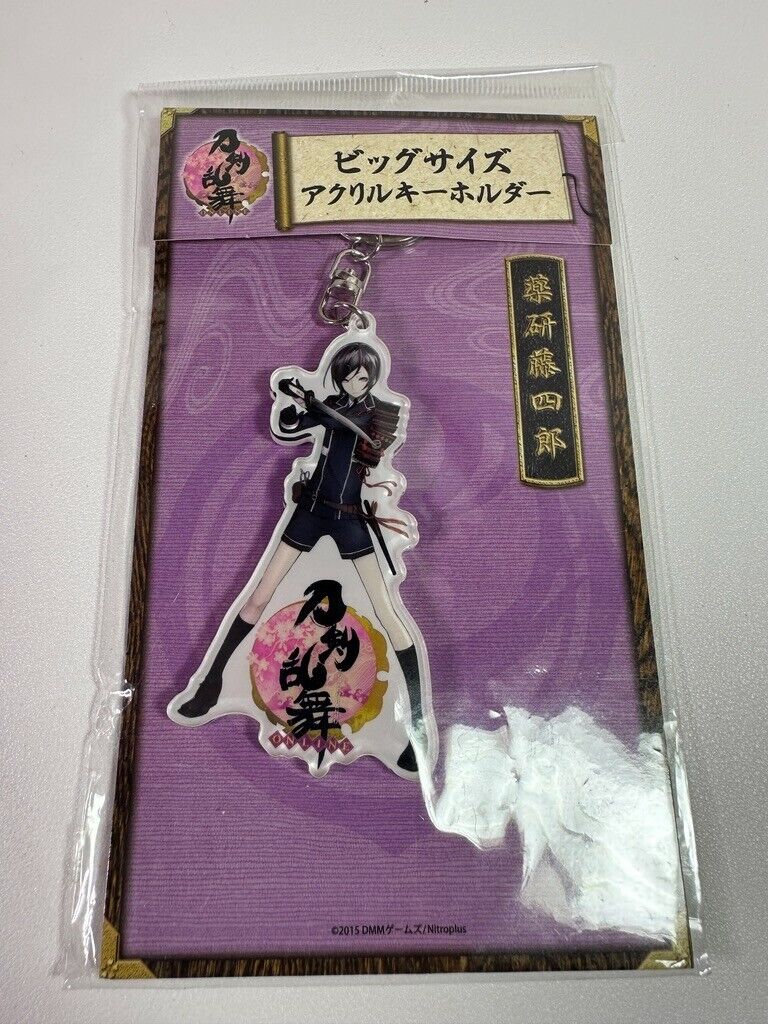 刀剣乱舞
ONLINE
ビッグサイズ
アクリルキーホルダー
薬研藤四郎
刀剣乱舞
ONLINE
©2015 DMMゲームズ/Nitroplus